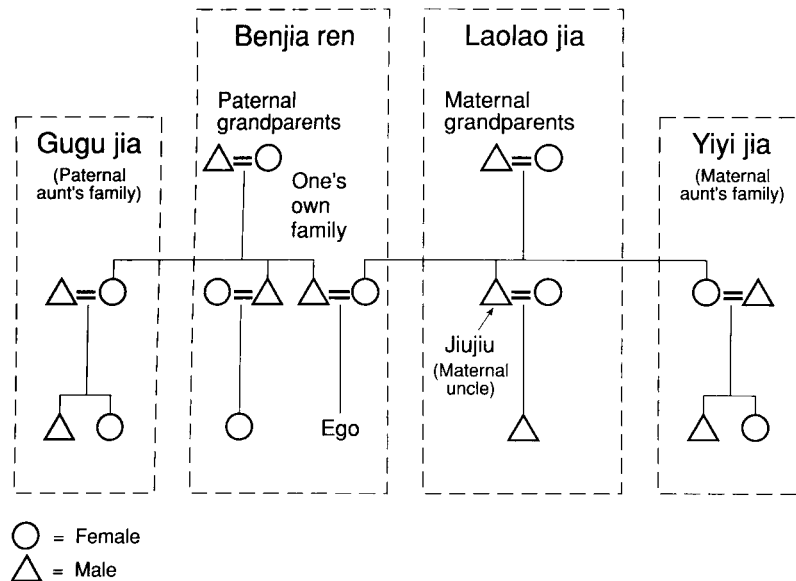 Benjia ren
Laolao jia
Gugu jia
(Paternal
aunt's family)
Paternal
grandparents
One's
own
family
Maternal
grandparents
Yiyi jia
(Maternal
aunt's family)
Jiujiu
(Maternal
uncle)
Ego
= Female
= Male